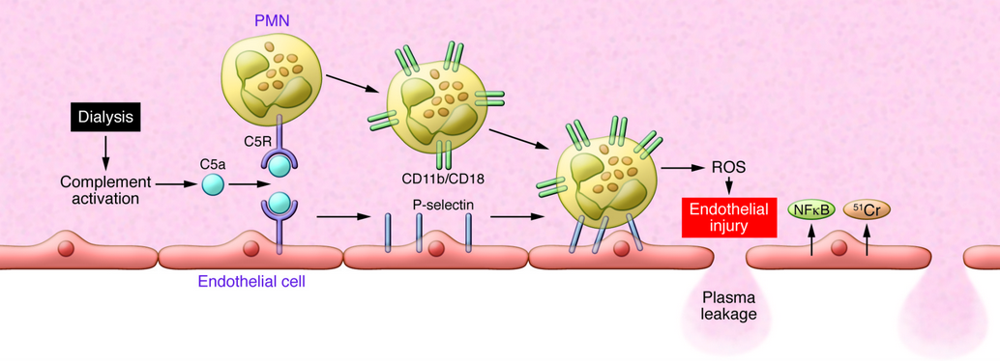 PMN
Dialysis
C5R
C5a
Complement
activation
CD11b/CD18
P-selectin
ROS
Endothelial
injury
NFκB
⁵¹Cr
Endothelial cell
Plasma
leakage